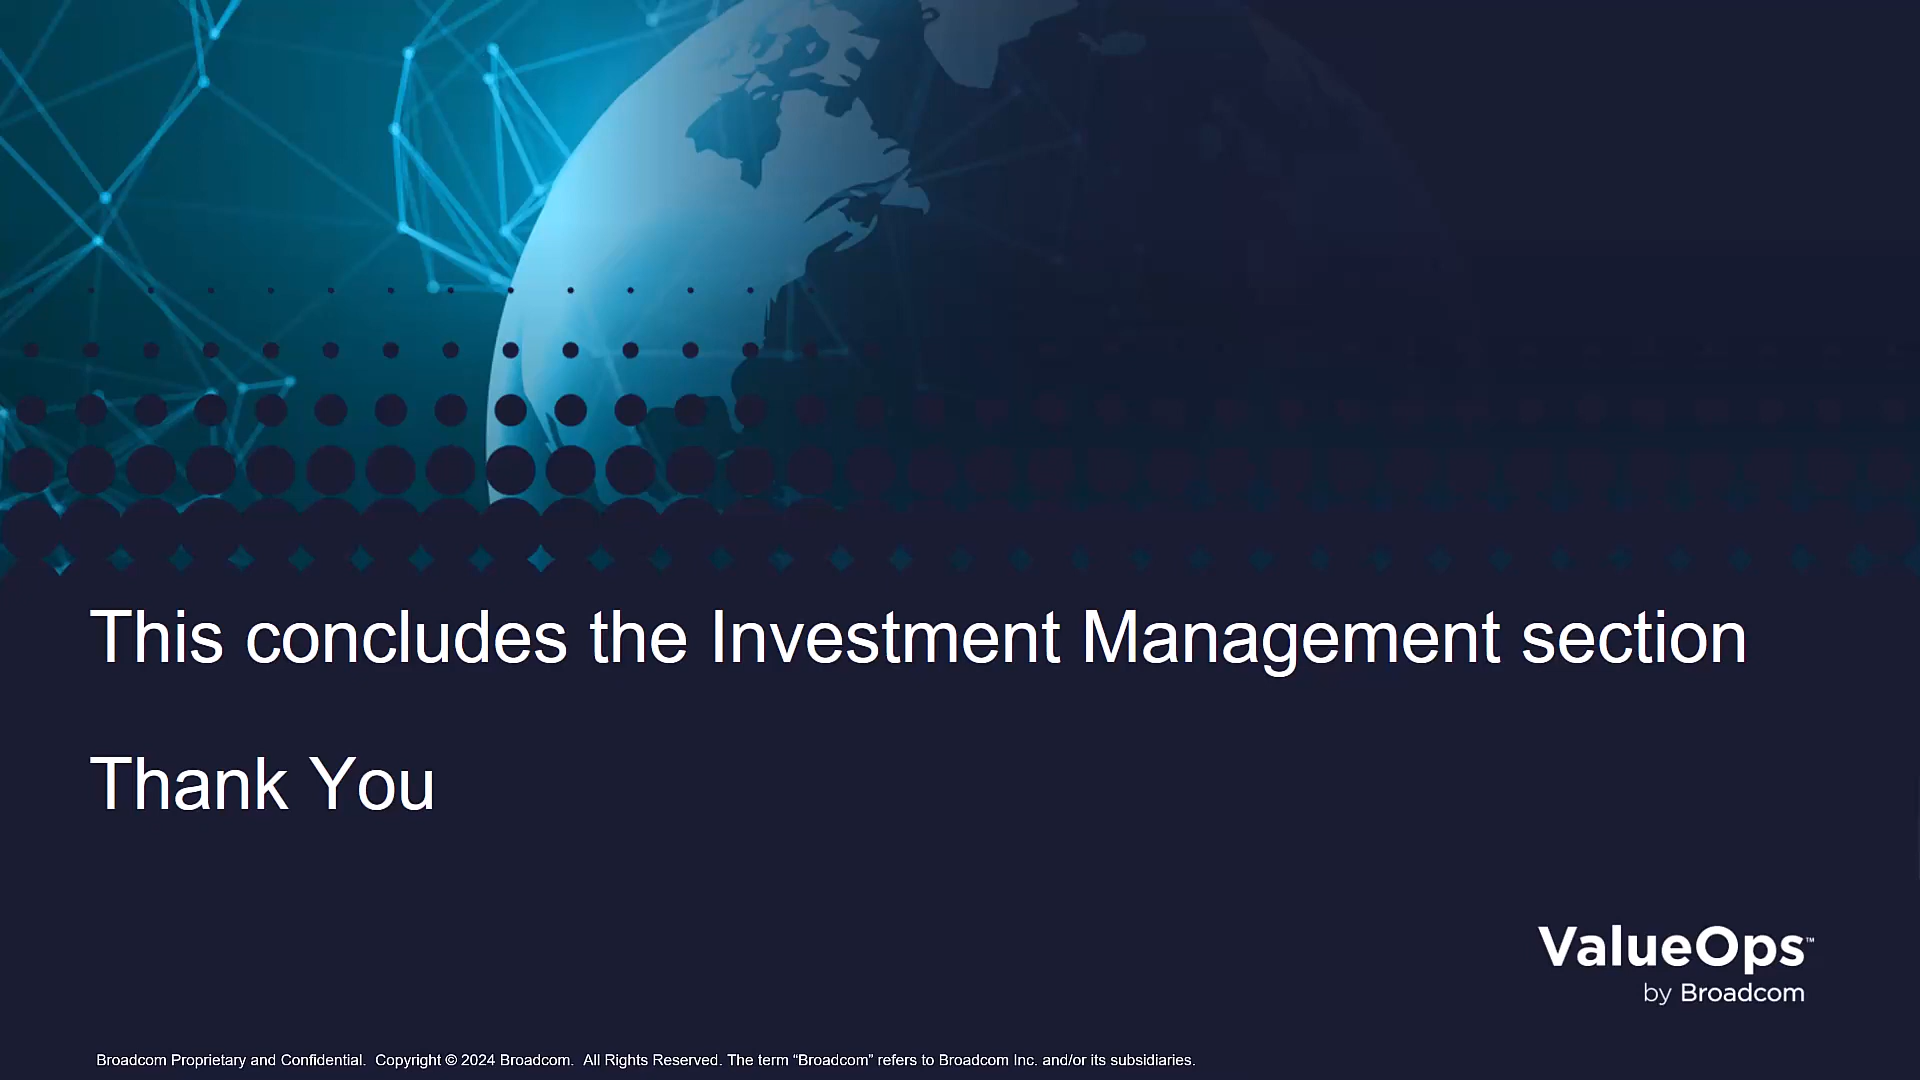 This concludes the Investment Management section
Thank You
ValueOps™
by Broadcom
Broadcom Proprietary and Confidential.  Copyright © 2024 Broadcom.  All Rights Reserved. The term “Broadcom” refers to Broadcom Inc. and/or its subsidiaries.